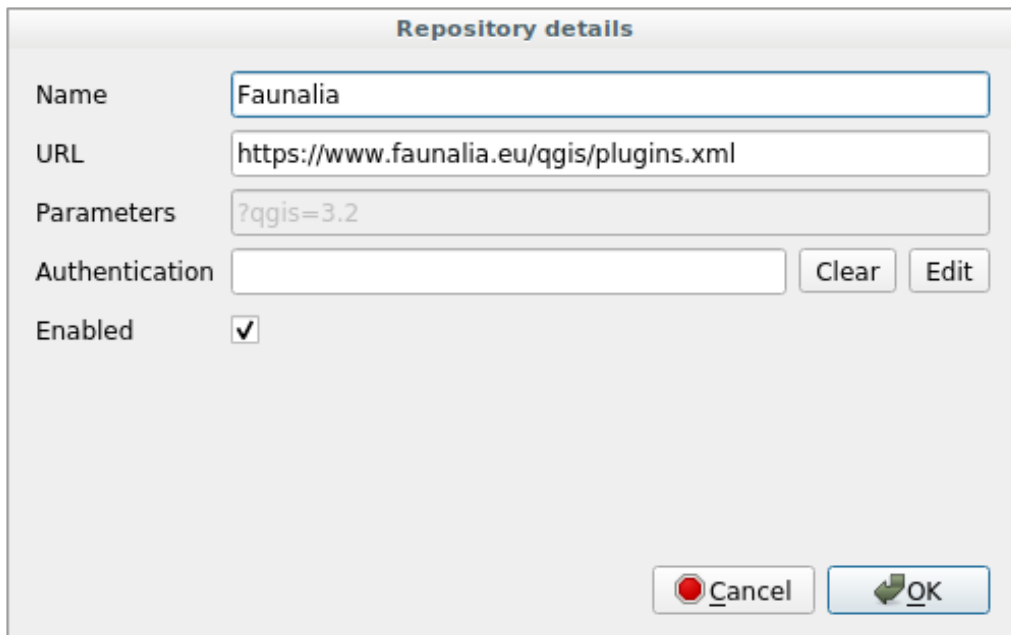 Repository details
Name Faunalia
URL https://www.faunalia.eu/qgis/plugins.xml
Parameters ?qgis=3.2
Authentication Clear Edit
Enabled
Cancel OK